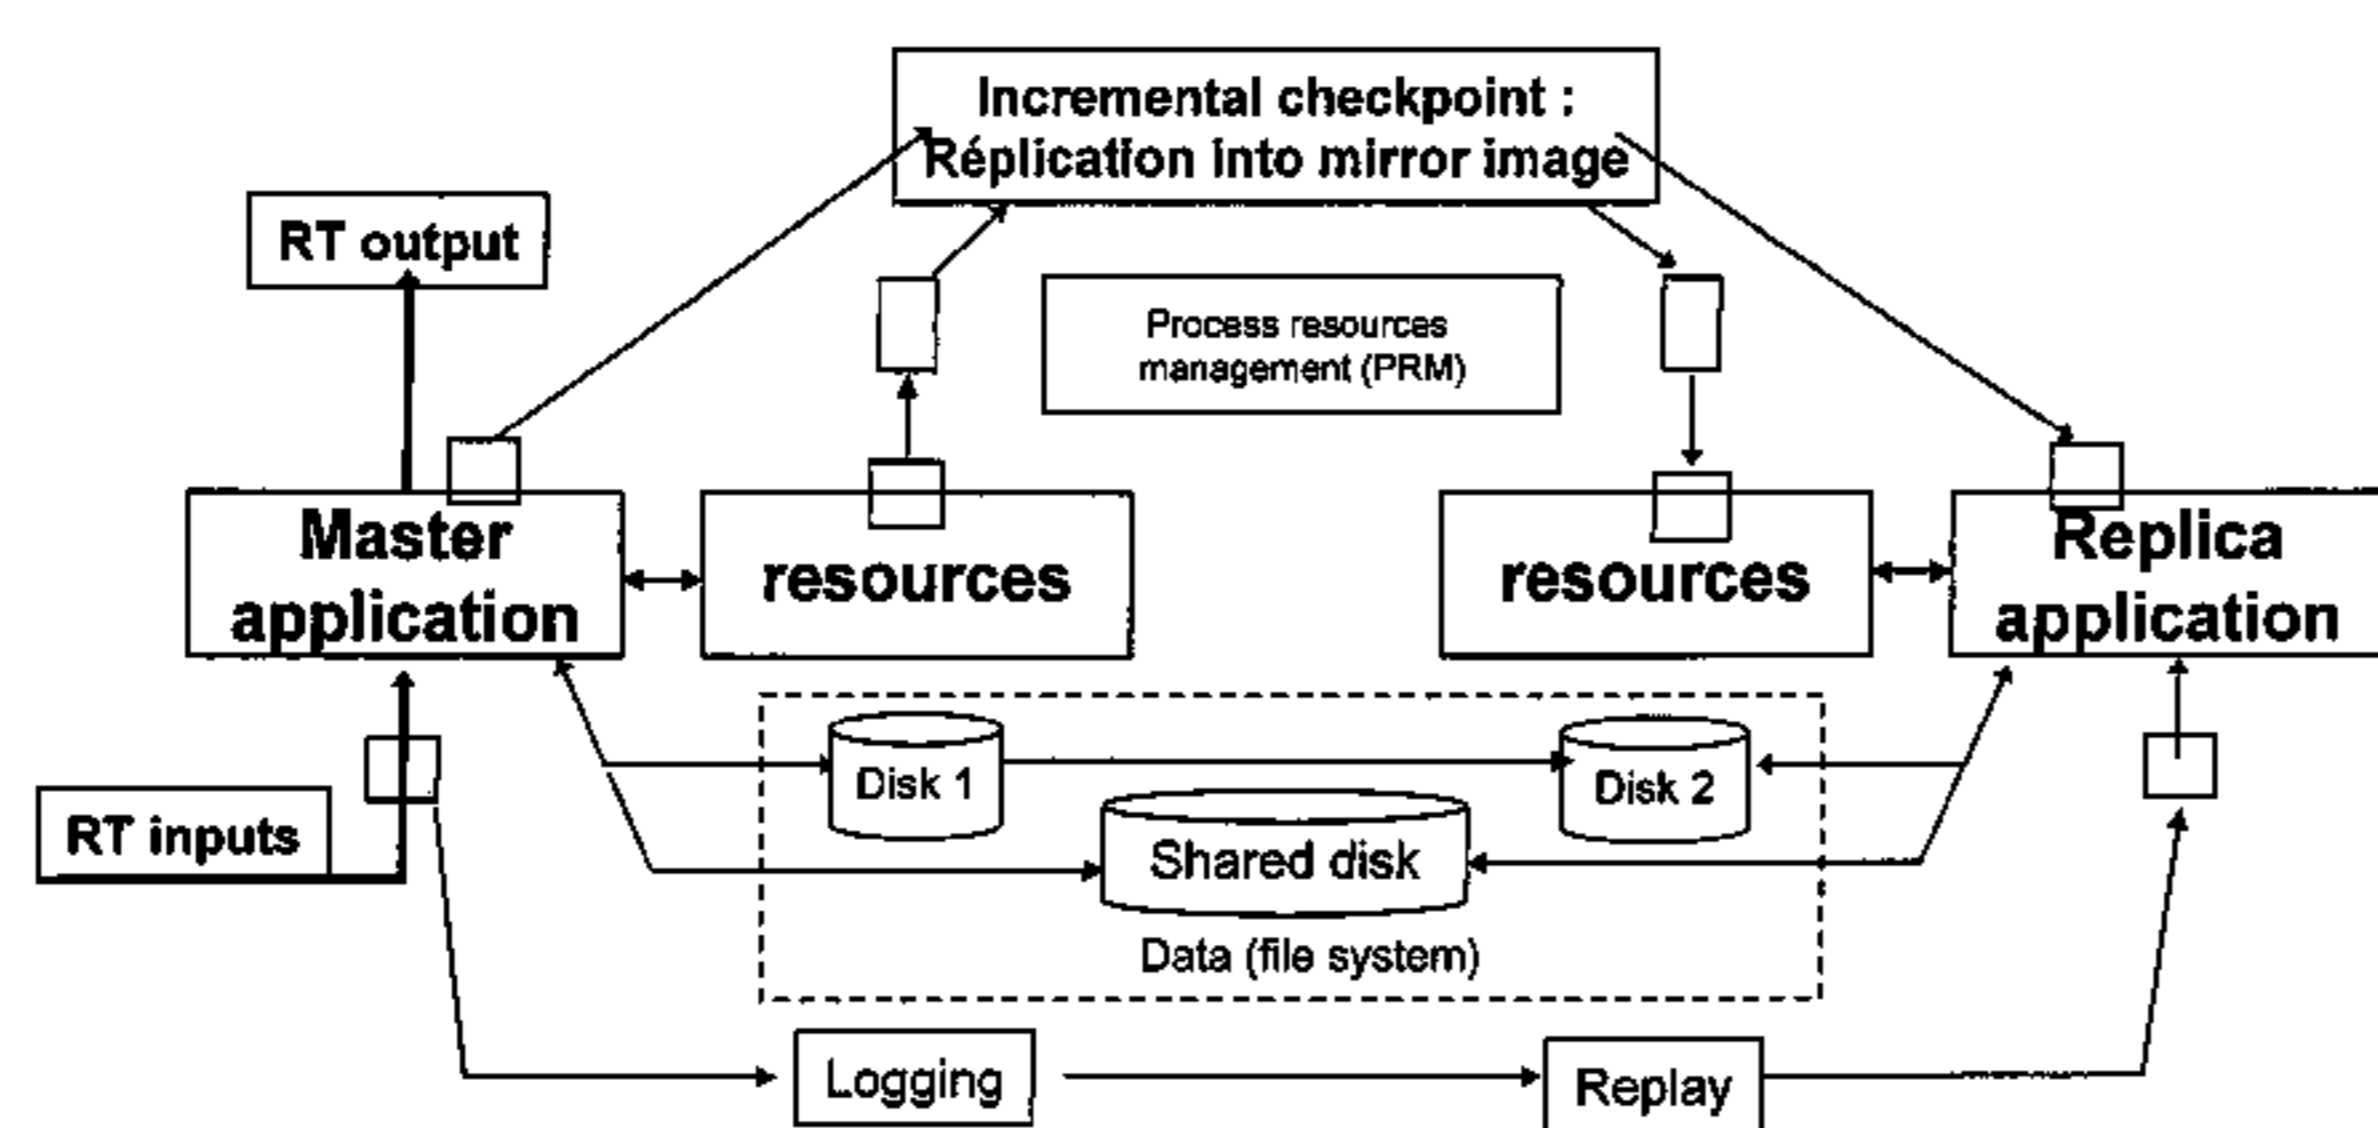 Incremental checkpoint :
Réplication into mirror image
RT output
Process resources
management (PRM)
Master
application
resources
resources
Replica
application
Disk 1
Disk 2
RT inputs
Shared disk
Data (file system)
Logging
Replay